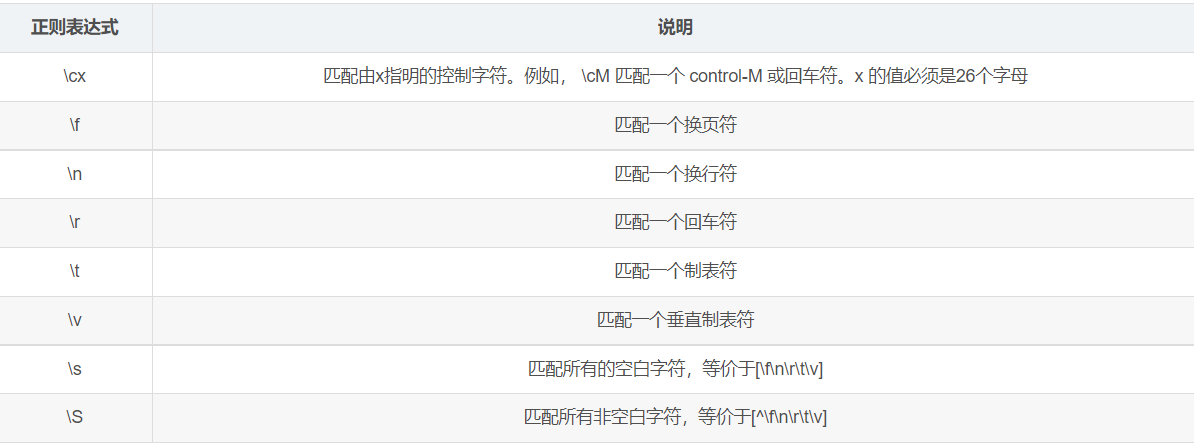 正则表达式 说明
\cx 匹配由x指明的控制字符。例如， \cM 匹配一个 control-M 或回车符。x 的值必须是26个字母
\f 匹配一个换页符
\n 匹配一个换行符
\r 匹配一个回车符
\t 匹配一个制表符
\v 匹配一个垂直制表符
\s 匹配所有的空白字符，等价于[\f\n\r\t\v]
\S 匹配所有非空白字符，等价于[^\f\n\r\t\v]